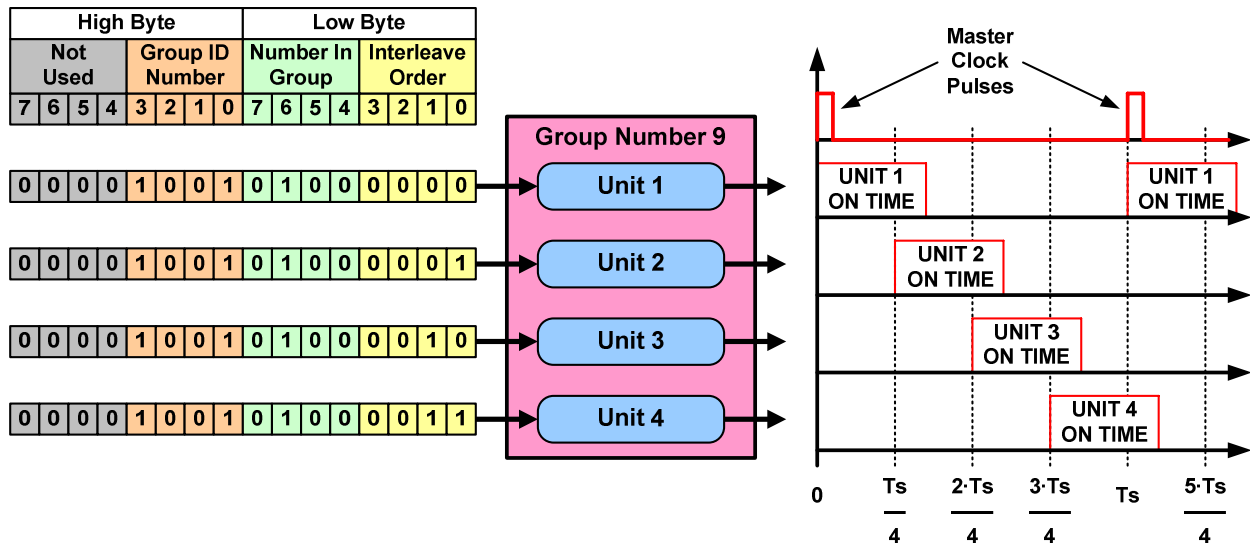 High Byte Low Byte
Not Used Group ID Number Number In Group Interleave Order
7 6 5 4 3 2 1 0 7 6 5 4 3 2 1 0
0 0 0 0 1 0 0 1 0 1 0 0 0 0 0 0
0 0 0 0 1 0 0 1 0 1 0 0 0 0 0 1
0 0 0 0 1 0 0 1 0 1 0 0 0 0 1 0
0 0 0 0 1 0 0 1 0 1 0 0 0 0 1 1
Group Number 9
Unit 1
Unit 2
Unit 3
Unit 4
Master
Clock
Pulses
UNIT 1
ON TIME
UNIT 1
ON TIME
UNIT 2
ON TIME
UNIT 3
ON TIME
UNIT 4
ON TIME
0
Ts
4
2·Ts
4
3·Ts
4
Ts
5·Ts
4